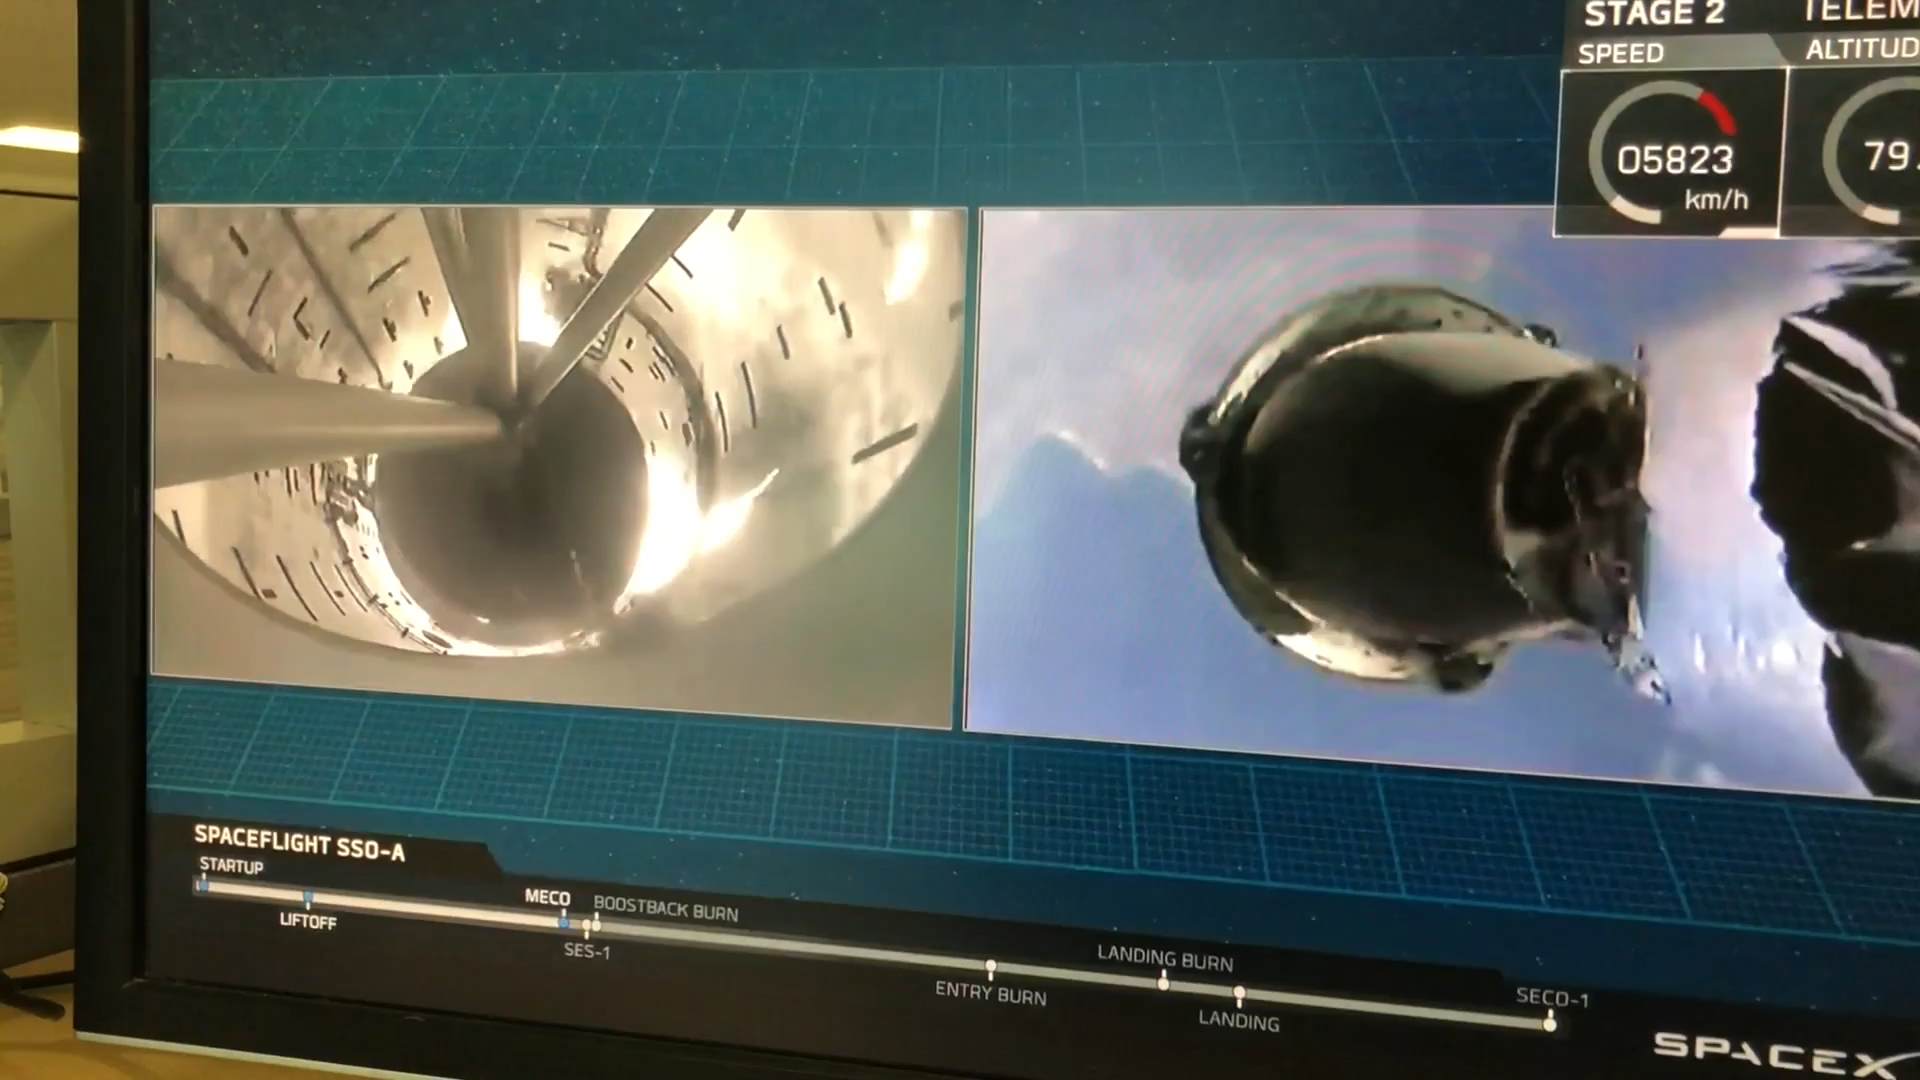 STAGE 2
SPEED
05823
km/h
79.
SPACEFLIGHT SSO-A
STARTUP
LIFTOFF
MECO
BOOSTBACK BURN
SES-1
ENTRY BURN
LANDING BURN
LANDING
SECO-1
SPACEX